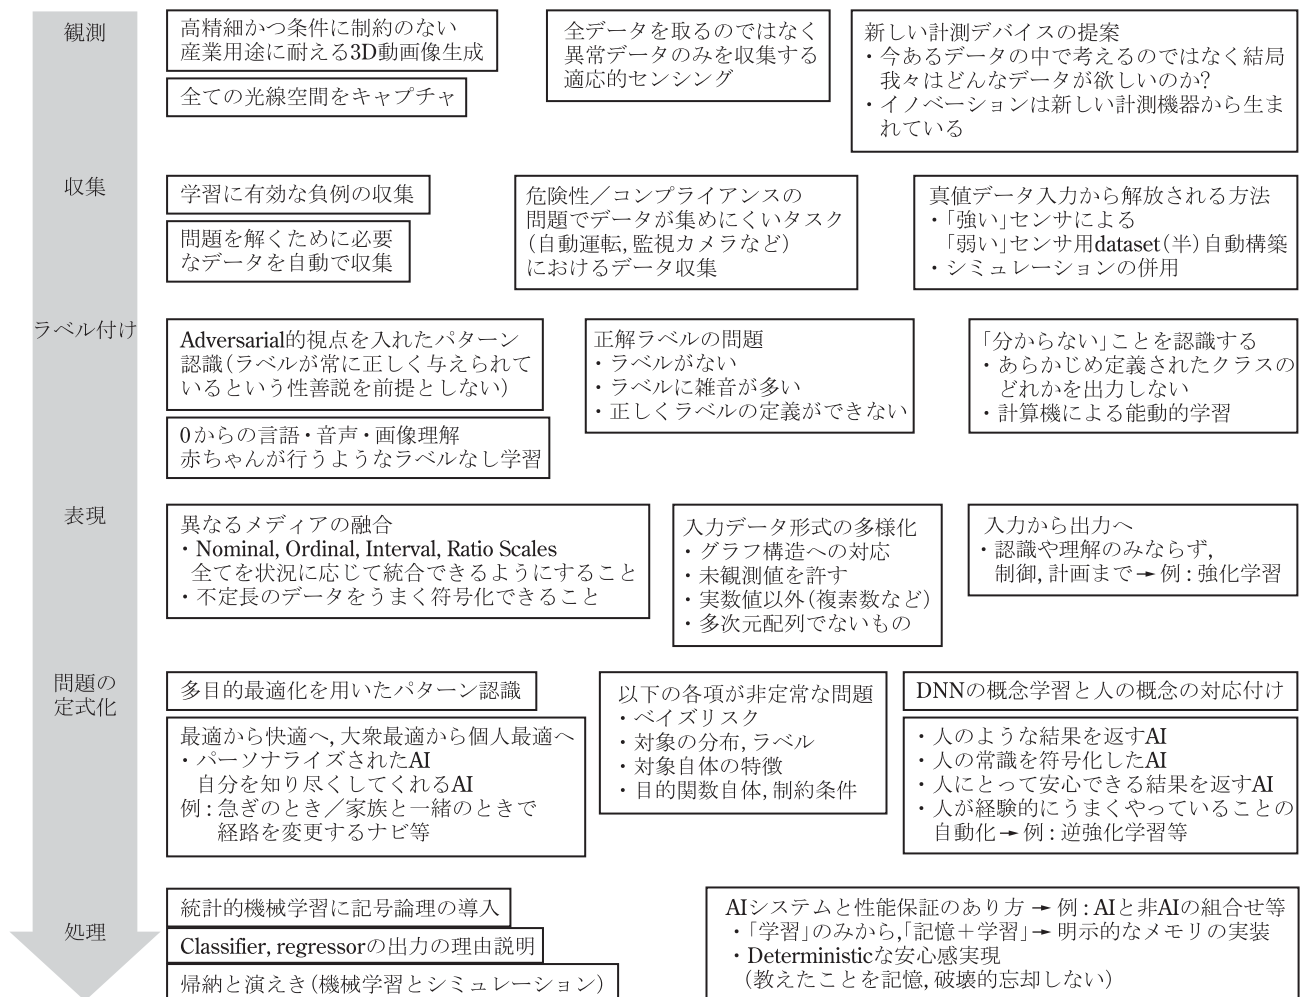 観測
高精細かつ条件に制約のない
産業用途に耐える3D動画像生成
全ての光線空間をキャプチャ
全データを取るのではなく
異常データのみを収集する
適応的センシング
新しい計測デバイスの提案
・今あるデータの中で考えるのではなく結局
我々はどんなデータが欲しいのか?
・イノベーションは新しい計測機器から生ま
れている
収集
学習に有効な負例の収集
問題を解くために必要
なデータを自動で収集
危険性／コンプライアンスの
問題でデータが集めにくいタスク
(自動運転, 監視カメラなど)
におけるデータ収集
真値データ入力から解放される方法
・「強い」センサによる
「弱い」センサ用dataset(半)自動構築
・シミュレーションの併用
ラベル付け
Adversarial的視点を入れたパターン
認識(ラベルが常に正しく与えられて
いるという性善説を前提としない)
0からの言語・音声・画像理解
赤ちゃんが行うようなラベルなし学習
正解ラベルの問題
・ラベルがない
・ラベルに雑音が多い
・正しくラベルの定義ができない
「分からない」ことを認識する
・あらかじめ定義されたクラスの
どれかを出力しない
・計算機による能動的学習
表現
異なるメディアの融合
・Nominal, Ordinal, Interval, Ratio Scales
全てを状況に応じて統合できるようにすること
・不定長のデータをうまく符号化できること
入力データ形式の多様化
・グラフ構造への対応
・未観測値を許す
・実数値以外(複素数など)
・多次元配列でないもの
入力から出力へ
・認識や理解のみならず,
制御, 計画まで→例:強化学習
問題の
定式化
多目的最適化を用いたパターン認識
最適から快適へ, 大衆最適から個人最適へ
・パーソナライズされたAI
自分を知り尽くしてくれるAI
例:急ぎのとき／家族と一緒のときで
経路を変更するナビ等
以下の各項が非定常な問題
・ベイズリスク
・対象の分布, ラベル
・対象自体の特徴
・目的関数自体, 制約条件
DNNの概念学習と人の概念の対応付け
・人のような結果を返すAI
・人の常識を符号化したAI
・人にとって安心できる結果を返すAI
・人が経験的にうまくやっていることの
自動化→例:逆強化学習等
処理
統計的機械学習に記号論理の導入
Classifier, regressorの出力の理由説明
帰納と演えき(機械学習とシミュレーション)
AIシステムと性能保証のあり方→例:AIと非AIの組合せ等
・「学習」のみから,「記憶＋学習」→明示的なメモリの実装
・Deterministicな安心感実現
(教えたことを記憶, 破壊的忘却しない)